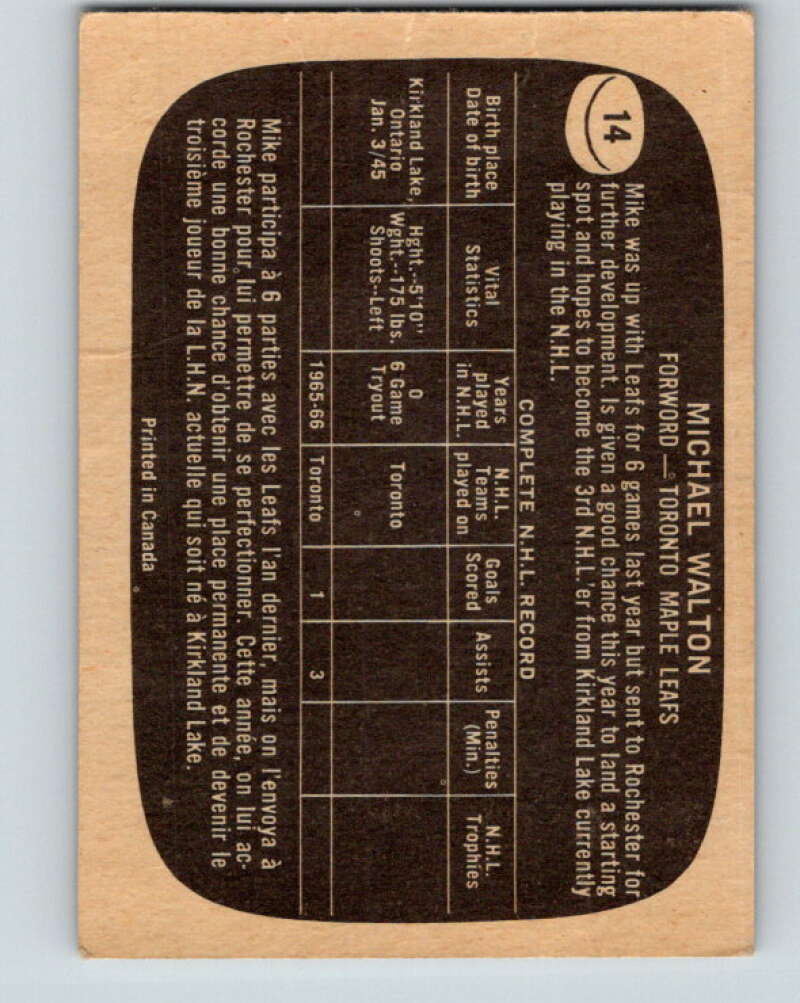 14
MICHAEL WALTON
FORWORD — TORONTO MAPLE LEAFS
Mike was up with Leafs for 6 games last year but sent to Rochester for
further development. Is given a good chance this year to land a starting
spot and hopes to become the 3rd N.H.L.'er from Kirkland Lake currently
playing in the N.H.L.
COMPLETE N.H.L. RECORD
Birth place Date of birth | Vital Statistics | Years played in N.H.L. | N.H.L. Teams played on | Goals Scored | Assists | Penalties (Min.) | N.H.L. Trophies
Kirkland Lake, Ontario Jan. 3/45 | Hght.--5'10" Wght.--175 lbs. Shoots--Left | 0 6 Game Tryout | Toronto
1965-66 | Toronto | 1 | 3
Mike participa à 6 parties avec les Leafs l'an dernier, mais on l'envoya à
Rochester pour lui permettre de se perfectionner. Cette année, on lui ac-
corde une bonne chance d'obtenir une place permanente et de devenir le
troisième joueur de la L.H.N. actuelle qui soit né à Kirkland Lake.
Printed in Canada